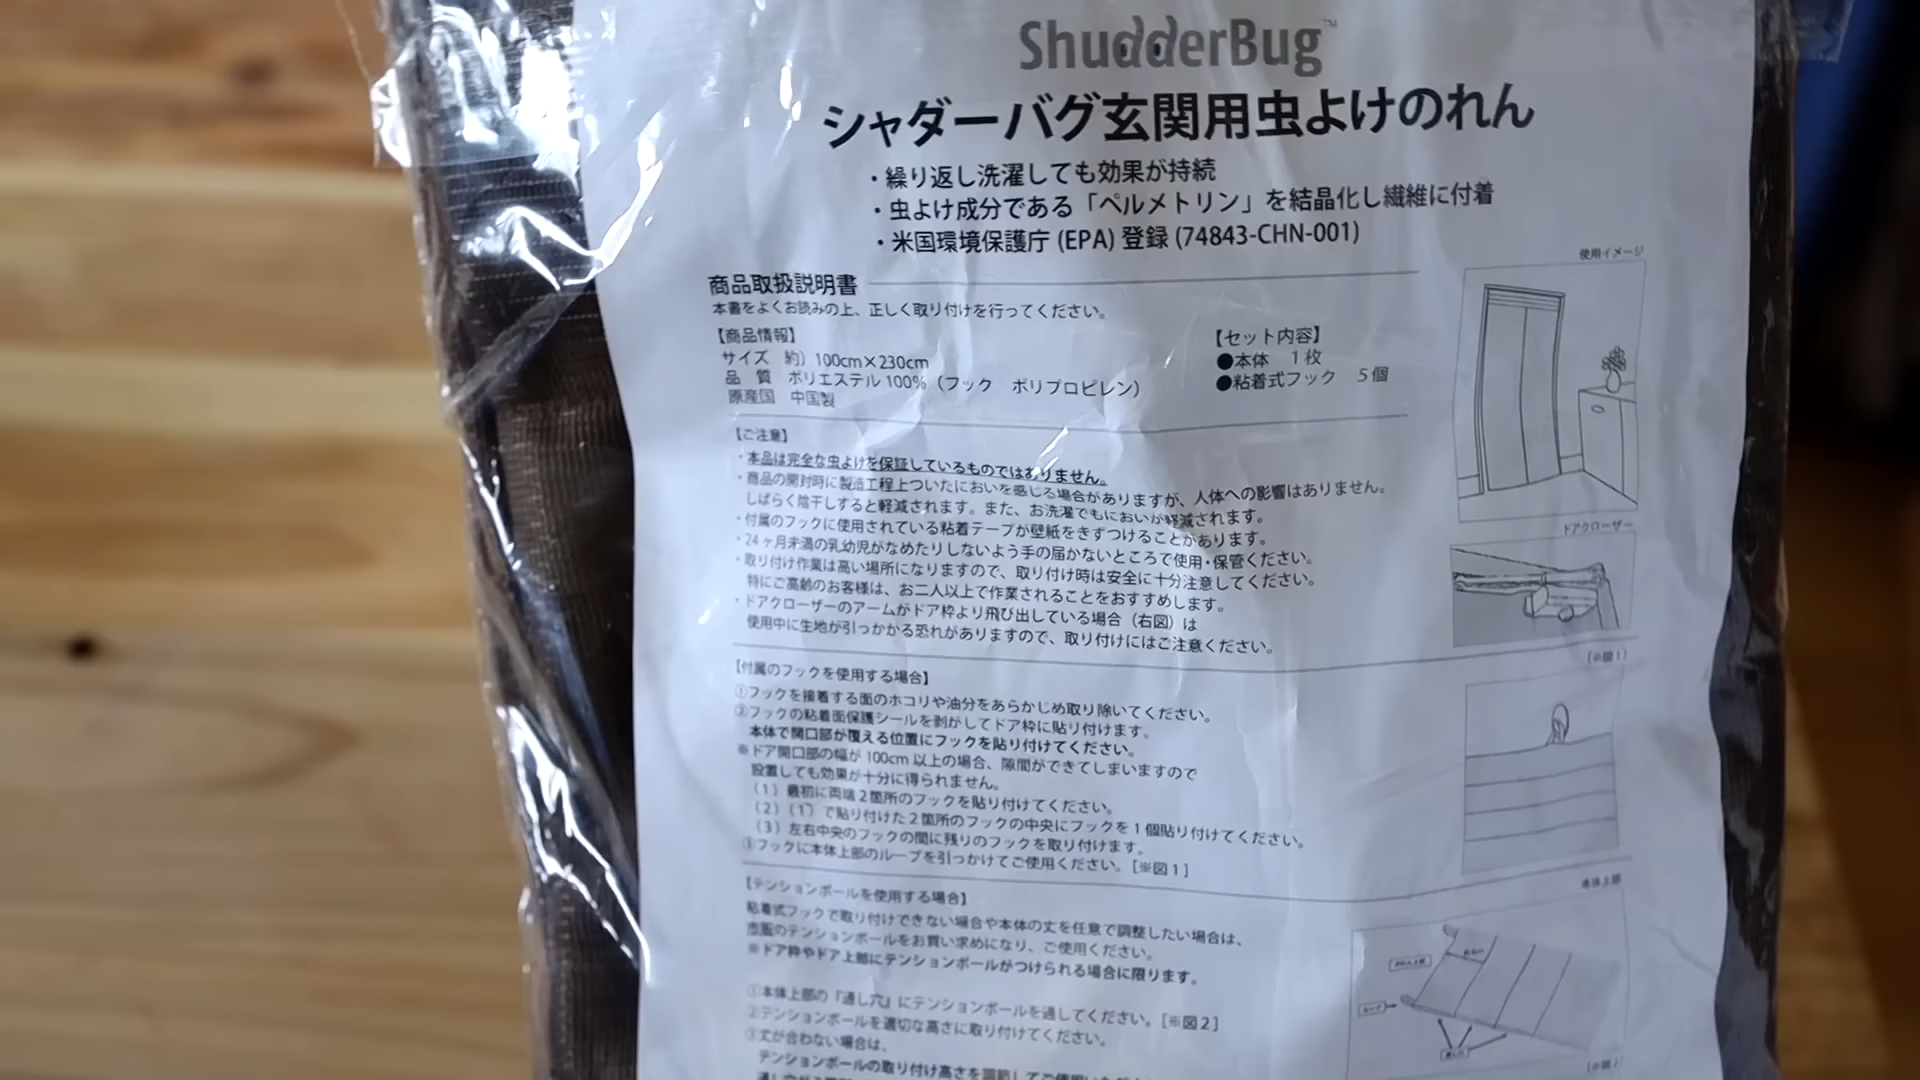 ShudderBug™
シャダーバグ玄関用虫よけのれん
・繰り返し洗濯しても効果が持続
・虫よけ成分である「ペルメトリン」を結晶化し繊維に付着
・米国環境保護庁 (EPA) 登録 (74843-CHN-001)
商品取扱説明書
本書をよくお読みの上、正しく取り付けを行ってください。
【商品情報】
サイズ 約）100cm×230cm
品 質 ポリエステル 100%（フック ポリプロピレン）
原産国 中国製
【セット内容】
●本体 1 枚
●粘着式フック 5 個
使用イメージ
【ご注意】
・本品は完全な虫よけを保証しているものではありません。
・商品の開封時に製造工程上ついたにおいを感じる場合がありますが、人体への影響はありません。
しばらく陰干しすると軽減されます。また、お洗濯でもにおいが軽減されます。
・付属のフックに使用されている粘着テープが壁紙をきずつけることがあります。
・24 ヶ月未満の乳幼児がなめたりしないよう手の届かないところで使用・保管ください。
・取り付け作業は高い場所になりますので、取り付け時は安全に十分注意してください。
特にご高齢のお客様は、お二人以上で作業されることをおすすめします。
・ドアクローザーのアームがドア枠より飛び出している場合（右図）は
使用中に生地が引っかかる恐れがありますので、取り付けにはご注意ください。
ドアクローザー
【付属のフックを使用する場合】
①フックを接着する面のホコリや油分をあらかじめ取り除いてください。
②フックの粘着面保護シールを剥がしてドア枠に貼り付けます。
本体で開口部が覆える位置にフックを貼り付けてください。
※ドア開口部の幅が 100cm 以上の場合、隙間ができてしまいますので
設置しても効果が十分に得られません。
（1）最初に両端 2 箇所のフックを貼り付けてください。
（2）（1）で貼り付けた 2 箇所のフックの中央にフックを 1 個貼り付けてください。
（3）左右中央のフックの間に残りのフックを取り付けます。
③フックに本体上部のループを引っかけてご使用ください。［※図 1 ］
［※図 1］
【テンションポールを使用する場合】
粘着式フックで取り付けできない場合や本体の丈を任意で調整したい場合は、
市販のテンションポールをお買い求めになり、ご使用ください。
※ドア枠やドア上部にテンションポールがつけられる場合に限ります。
①本体上部の『通し穴』にテンションポールを通してください。［※図 2 ］
②テンションポールを適切な高さに取り付けてください。
③丈が合わない場合は、
テンションポールの取り付け高さを調節してご使用いただ
本体上部
ループ
［※図 2］